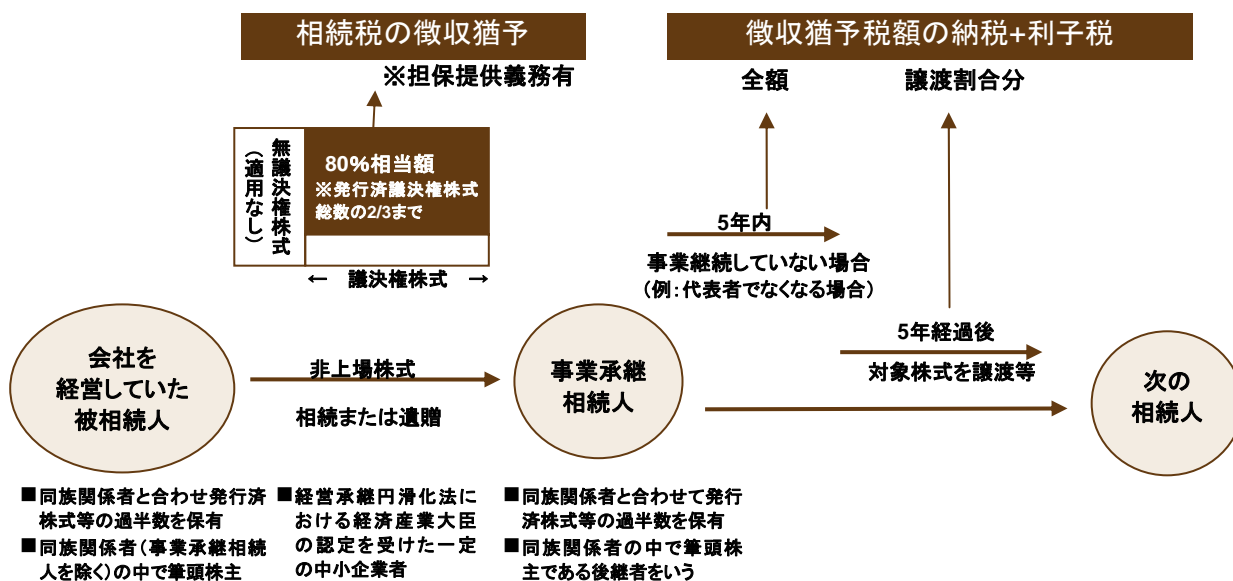 相続税の徴収猶予
徴収猶予税額の納税+利子税
※担保提供義務有
全額
譲渡割合分
無議決権株式
（適用なし）
80%相当額
※発行済議決権株式
総数の2/3まで
← 議決権株式 →
5年内
事業継続していない場合
（例：代表者でなくなる場合）
5年経過後
対象株式を譲渡等
会社を
経営していた
被相続人
非上場株式
相続または遺贈
事業承継
相続人
次の
相続人
■同族関係者と合わせ発行済
株式等の過半数を保有
■同族関係者（事業承継相続
人を除く）の中で筆頭株主
■経営承継円滑化法に
おける経済産業大臣
の認定を受けた一定
の中小企業者
■同族関係者と合わせて発行
済株式等の過半数を保有
■同族関係者の中で筆頭株
主である後継者をいう